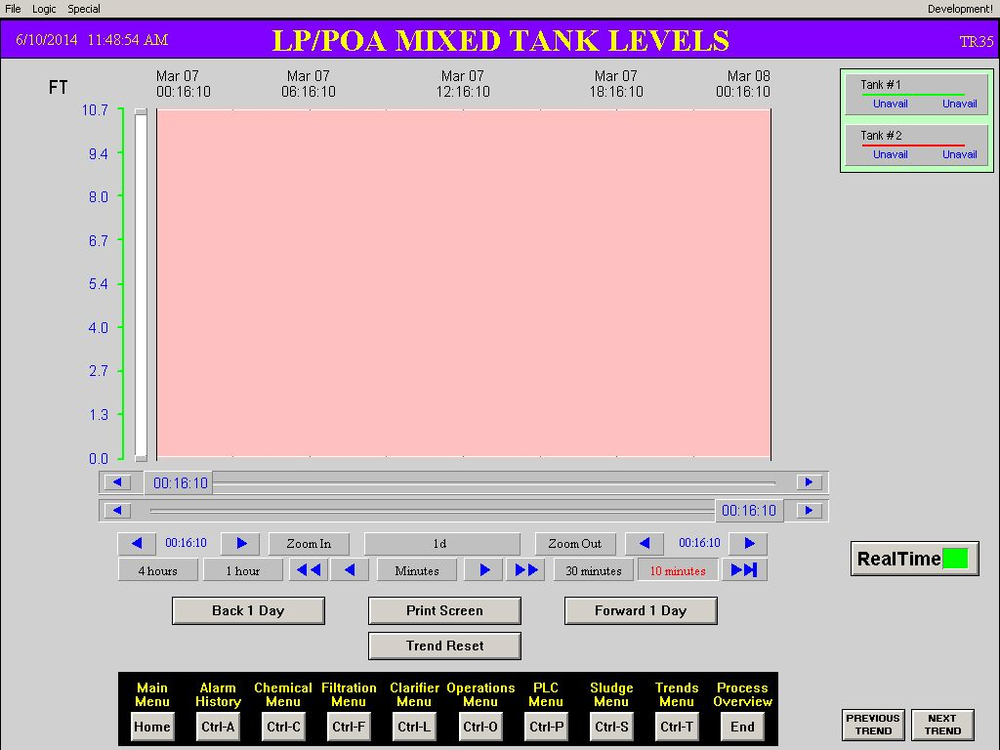 File Logic Special Development!
6/10/2014 11:48:54 AM LP/POA MIXED TANK LEVELS TR35
FT
Mar 07 Mar 07 Mar 07 Mar 07 Mar 08
00:16:10 06:16:10 12:16:10 18:16:10 00:16:10
10.7
9.4
8.0
6.7
5.4
4.0
2.7
1.3
0.0
Tank #1
Unavail Unavail
Tank #2
Unavail Unavail
00:16:10
00:16:10
00:16:10 Zoom In 1d Zoom Out 00:16:10
4 hours 1 hour Minutes 30 minutes 10 minutes
RealTime
Back 1 Day Print Screen Forward 1 Day
Trend Reset
Main Alarm Chemical Filtration Clarifier Operations PLC Sludge Trends Process
Menu History Menu Menu Menu Menu Menu Menu Menu Overview
Home Ctrl-A Ctrl-C Ctrl-F Ctrl-L Ctrl-O Ctrl-P Ctrl-S Ctrl-T End
PREVIOUS NEXT
TREND TREND